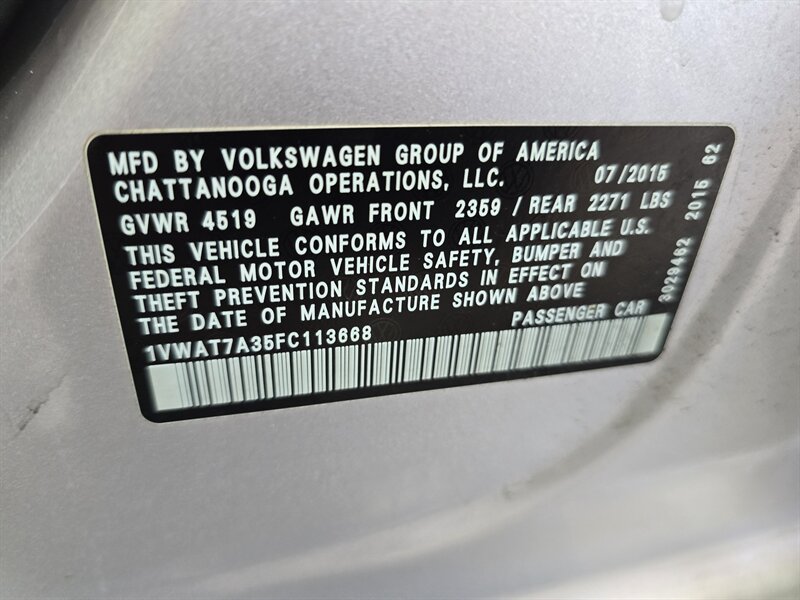 MFD BY VOLKSWAGEN GROUP OF AMERICA
CHATTANOOGA OPERATIONS, LLC. 07/2015
GVWR 4519 GAWR FRONT 2359 / REAR 2271 LBS
THIS VEHICLE CONFORMS TO ALL APPLICABLE U.S.
FEDERAL MOTOR VEHICLE SAFETY, BUMPER AND
THEFT PREVENTION STANDARDS IN EFFECT ON
THE DATE OF MANUFACTURE SHOWN ABOVE
1VWAT7A35FC113668 PASSENGER CAR
3029462 2015 62